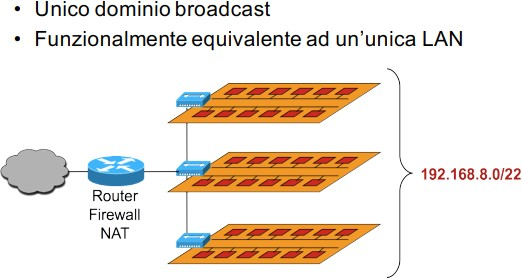 • Unico dominio broadcast
• Funzionalmente equivalente ad un'unica LAN
192.168.8.0/22
Router
Firewall
NAT